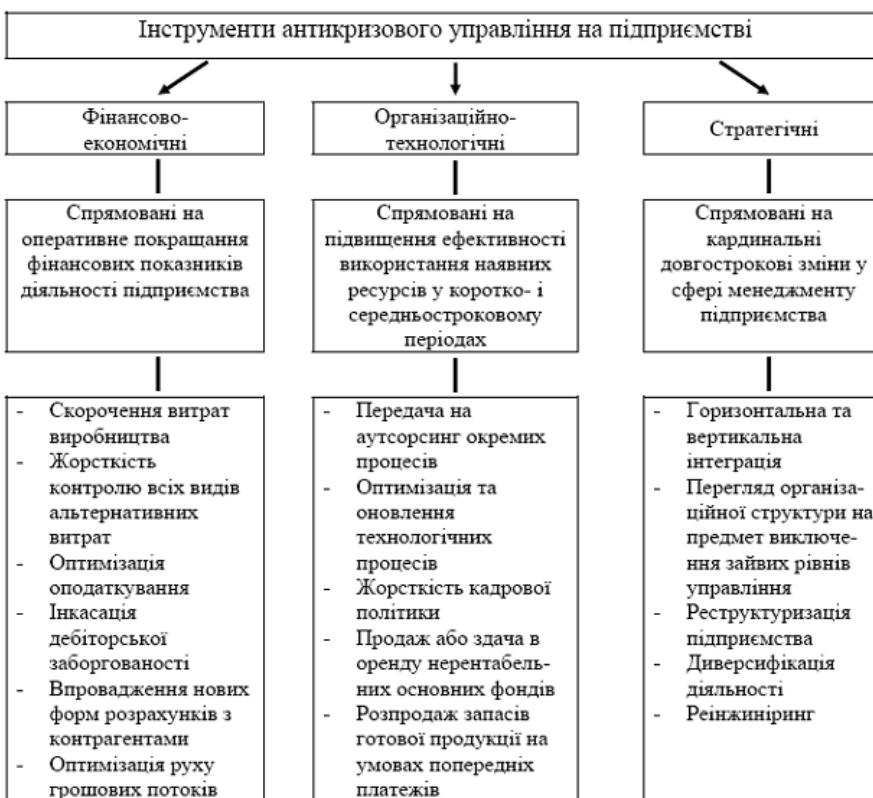 Інструменти антикризового управління на підприємстві
Фінансово-
економічні
Організаційно-
технологічні
Стратегічні
Спрямовані на
оперативне покращання
фінансових показників
діяльності підприємства
Спрямовані на
підвищення ефективності
використання наявних
ресурсів у коротко- і
середньостроковому
періодах
Спрямовані на
кардинальні
довгострокові зміни у
сфері менеджменту
підприємства
- Скорочення витрат
виробництва
- Жорсткість
контролю всіх видів
альтернативних
витрат
- Оптимізація
оподаткування
- Інкасація
дебіторської
заборгованості
- Впровадження нових
форм розрахунків з
контрагентами
- Оптимізація руху
грошових потоків
- Передача на
аутсорсинг окремих
процесів
- Оптимізація та
оновлення
технологічних
процесів
- Жорсткість кадрової
політики
- Продаж або здача в
оренду нерентабель-
них основних фондів
- Розпродаж запасів
готової продукції на
умовах попередніх
платежів
- Горизонтальна та
вертикальна
інтеграція
- Перегляд організа-
ційної структури на
предмет виключе-
ння зайвих рівнів
управління
- Реструктуризація
підприємства
- Диверсифікація
діяльності
- Реінжиніринг